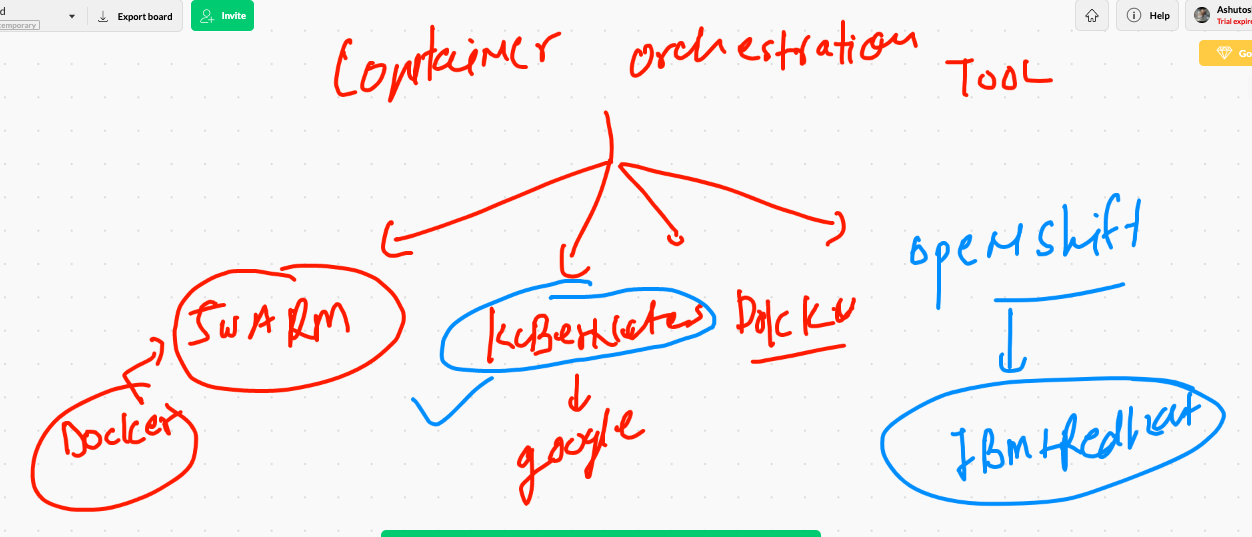 d
Export board
Invite
Help
Ashutos
Trial expire
emporary
Go
Container orchestration TOOL
openshift
SWARM
KuBernetes
Docker
google
IBM+Redhat